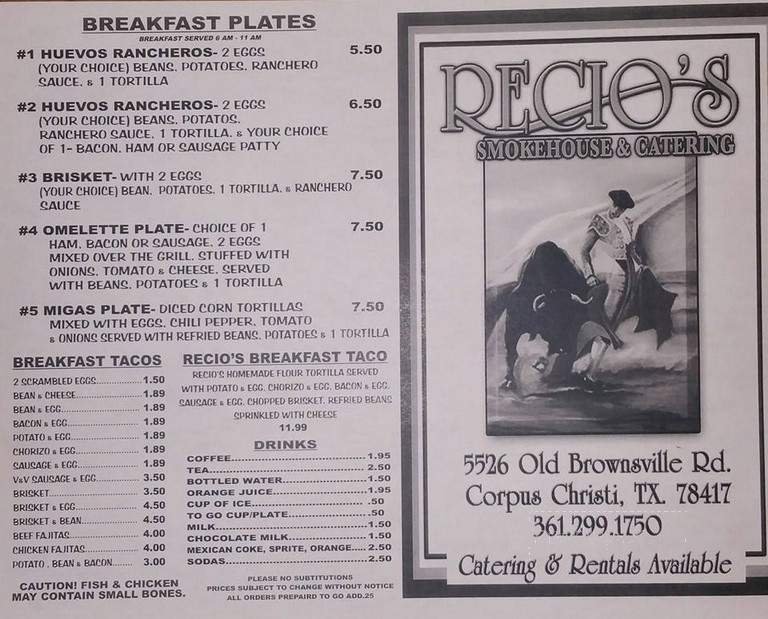 BREAKFAST PLATES
BREAKFAST SERVED 6 AM - 11 AM
#1 HUEVOS RANCHEROS- 2 EGGS 5.50
(YOUR CHOICE) BEANS, POTATOES, RANCHERO
SAUCE, & 1 TORTILLA
#2 HUEVOS RANCHEROS- 2 EGGS 6.50
(YOUR CHOICE) BEANS, POTATOS,
RANCHERO SAUCE, 1 TORTILLA, & YOUR CHOICE
OF 1- BACON, HAM OR SAUSAGE PATTY
#3 BRISKET- WITH 2 EGGS 7.50
(YOUR CHOICE) BEAN, POTATOES, 1 TORTILLA, & RANCHERO
SAUCE
#4 OMELETTE PLATE- CHOICE OF 1 7.50
HAM, BACON OR SAUSAGE, 2 EGGS
MIXED OVER THE GRILL, STUFFED WITH
ONIONS, TOMATO & CHEESE, SERVED
WITH BEANS, POTATOES & 1 TORTILLA
#5 MIGAS PLATE- DICED CORN TORTILLAS 7.50
MIXED WITH EGGS, CHILI PEPPER, TOMATO
& ONIONS SERVED WITH REFRIED BEANS, POTATOES & 1 TORTILLA
BREAKFAST TACOS
2 SCRAMBLED EGGS.................1.50
BEAN & CHEESE.................1.89
BEAN & EGG.................1.89
BACON & EGG.................1.89
POTATO & EGG.................1.89
CHORIZO & EGG.................1.89
SAUSAGE & EGG.................1.89
V&V SAUSAGE & EGG.................3.50
BRISKET.................3.50
BRISKET & EGG.................4.50
BRISKET & BEAN.................4.50
BEEF FAJITAS.................4.00
CHICKEN FAJITAS.................4.00
POTATO , BEAN & BACON........ 3.00
CAUTION! FISH & CHICKEN
MAY CONTAIN SMALL BONES.
RECIO'S BREAKFAST TACO
RECIO'S HOMEMADE FLOUR TORTILLA SERVED
WITH POTATO & EGG, CHORIZO & EGG, BACON & EGG,
SAUSAGE & EGG, CHOPPED BRISKET, REFRIED BEANS
SPRINKLED WITH CHEESE
11.99
DRINKS
COFFEE.................1.95
TEA.................2.50
BOTTLED WATER.................1.50
ORANGE JUICE.................1.95
CUP OF ICE................. .50
TO GO CUP/PLATE.................50
MILK.................1.50
CHOCOLATE MILK.................1.50
MEXICAN COKE, SPRITE, ORANGE..... 2.50
SODAS.................2.50
PLEASE NO SUBTITUTIONS
PRICES SUBJECT TO CHANGE WITHOUT NOTICE
ALL ORDERS PREPAIRD TO GO ADD.25
RECIO'S
SMOKEHOUSE & CATERING
5526 Old Brownsville Rd.
Corpus Christi, TX. 78417
361.299.1750
Catering & Rentals Available